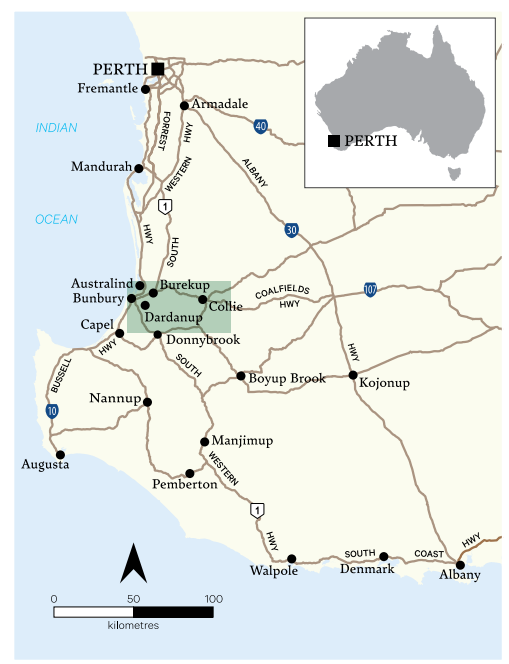 PERTH
Fremantle
Armadale
INDIAN
FORREST
HWY
40
PERTH
Mandurah
WESTERN
ALBANY
1
OCEAN
HWY
SOUTH
30
Australind
Burekup
Bunbury
Collie
COALFIELDS
HWY
107
Dardanup
Capel
Donnybrook
HWY
SOUTH
HWY
BUSSELL
Boyup Brook
Kojonup
Nannup
10
Manjimup
Augusta
WESTERN
Pemberton
1
HWY
Walpole
SOUTH
COAST
HWY
Denmark
Albany
0 50 100
kilometres